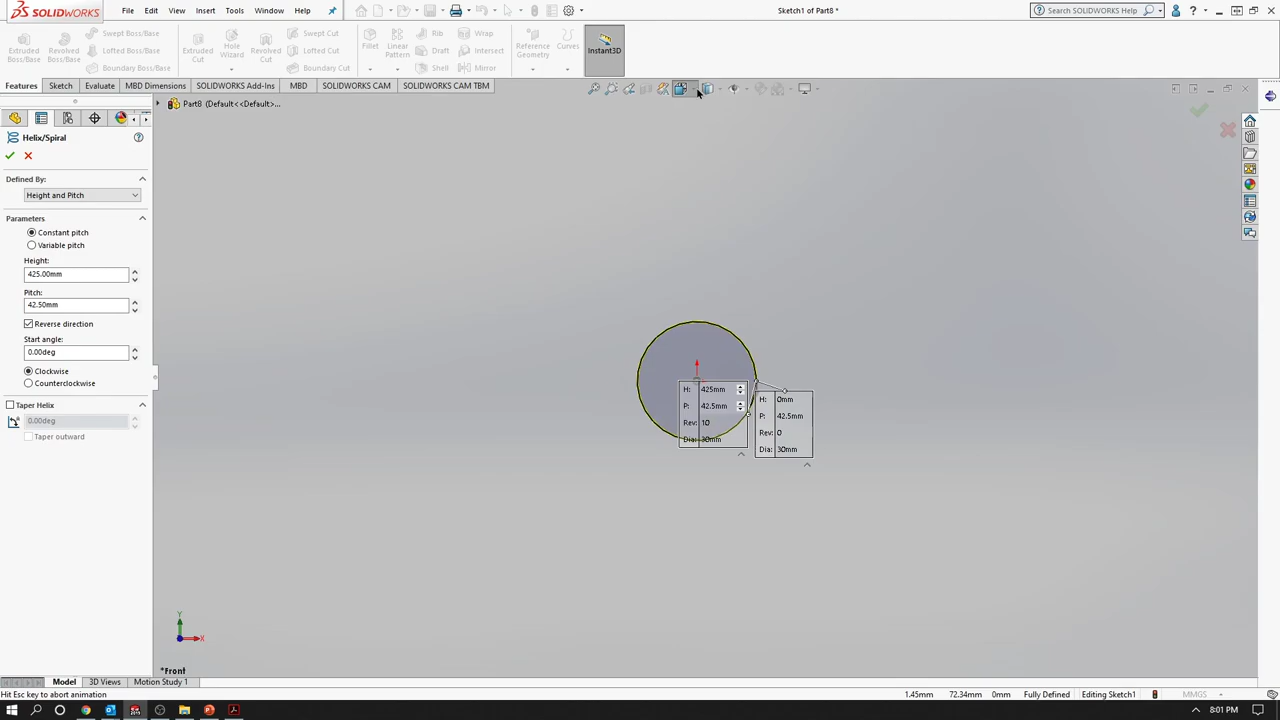 SOLIDWORKS
File Edit View Insert Tools Window Help
Sketch1 of Part8 *
Search SOLIDWORKS Help
Extruded Boss/Base
Revolved Boss/Base
Swept Boss/Base
Lofted Boss/Base
Boundary Boss/Base
Extruded Cut
Hole Wizard
Revolved Cut
Swept Cut
Lofted Cut
Boundary Cut
Fillet
Linear Pattern
Rib
Draft
Shell
Wrap
Intersect
Mirror
Reference Geometry
Curves
Instant3D
Features Sketch Evaluate MBD Dimensions SOLIDWORKS Add-Ins MBD SOLIDWORKS CAM SOLIDWORKS CAM TBM
Part8 (Default<<Default>...
Helix/Spiral
Defined By:
Height and Pitch
Parameters
Constant pitch
Variable pitch
Height:
425.00mm
Pitch:
42.50mm
Reverse direction
Start angle:
0.00deg
Clockwise
Counterclockwise
Taper Helix
0.00deg
Taper outward
H: 425mm
P: 42.5mm
Rev: 10
Dia: 30mm
H: 0mm
P: 42.5mm
Rev: 0
Dia: 30mm
Y
X
*Front
Model 3D Views Motion Study 1
Hit Esc key to abort animation
1.45mm 72.34mm 0mm Fully Defined Editing Sketch1 MMGS
8:01 PM